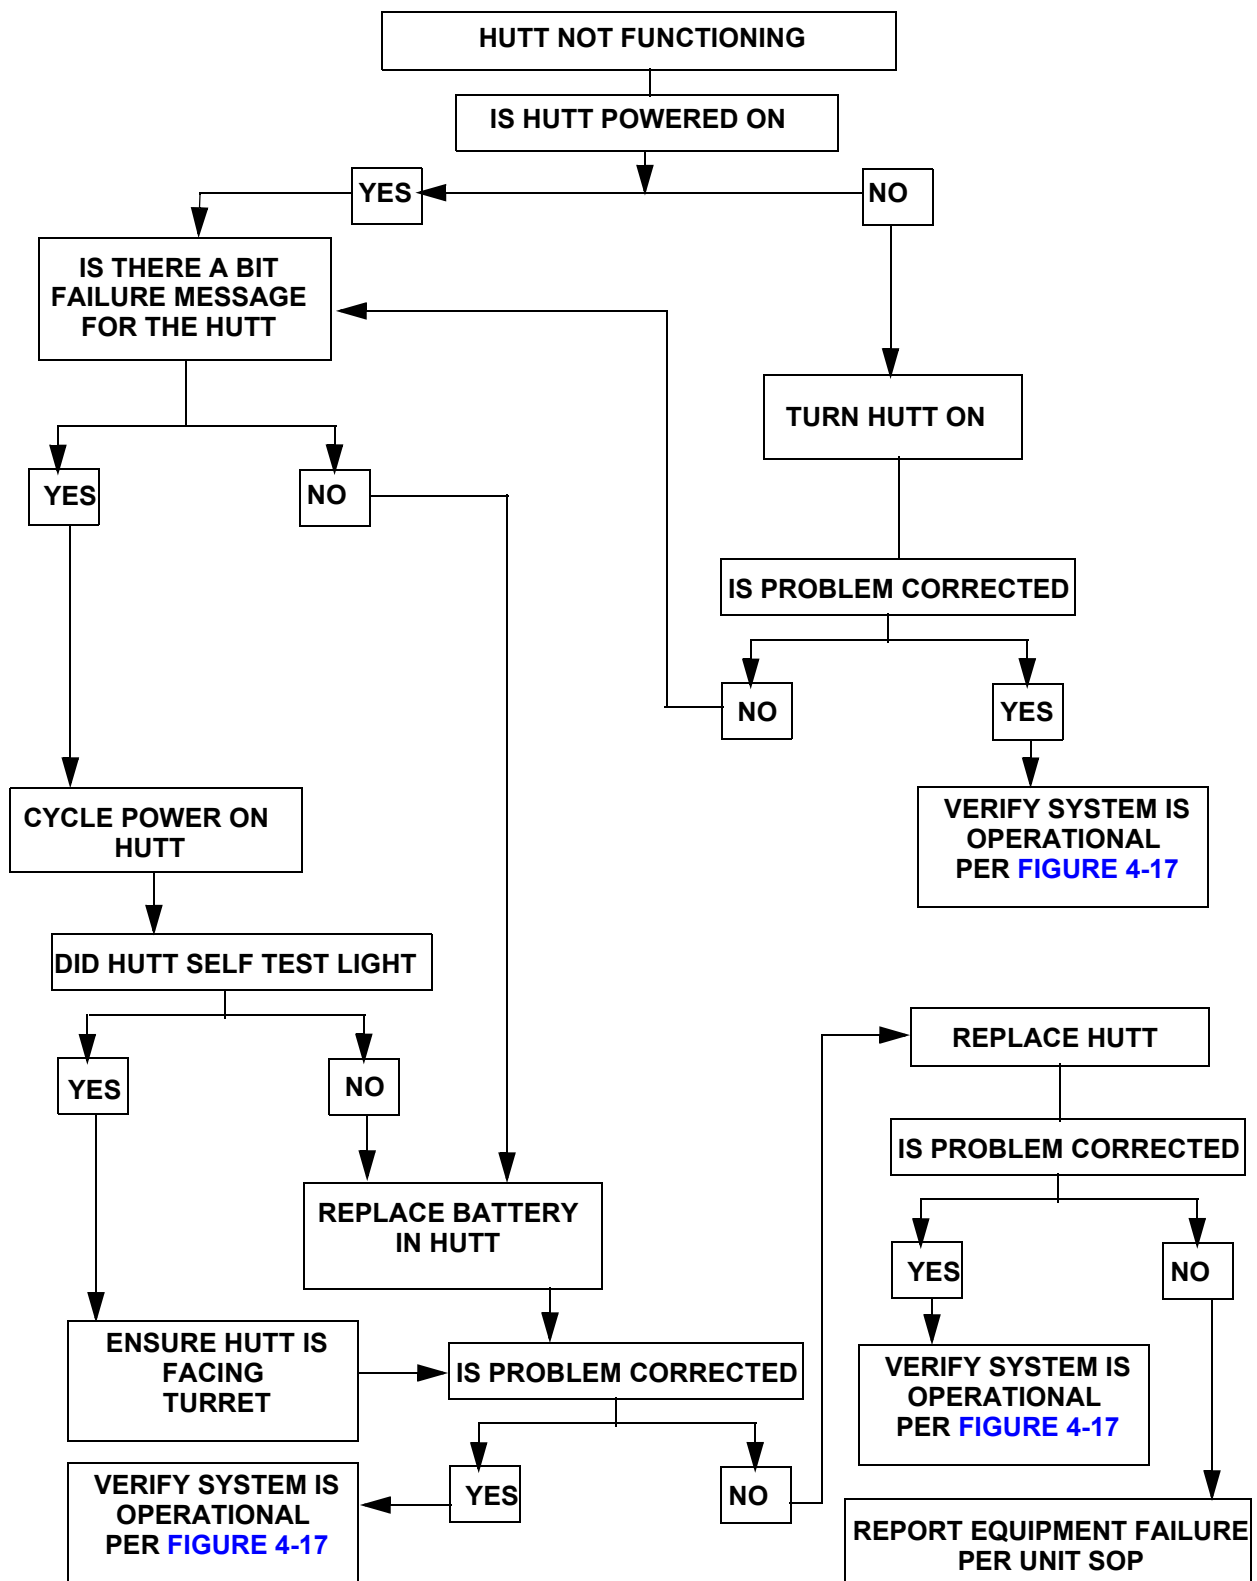 HUTT NOT FUNCTIONING
IS HUTT POWERED ON
YES
NO
IS THERE A BIT
FAILURE MESSAGE
FOR THE HUTT
TURN HUTT ON
YES
NO
IS PROBLEM CORRECTED
NO
YES
CYCLE POWER ON
HUTT
VERIFY SYSTEM IS
OPERATIONAL
PER FIGURE 4-17
DID HUTT SELF TEST LIGHT
YES
NO
REPLACE HUTT
IS PROBLEM CORRECTED
REPLACE BATTERY
IN HUTT
YES
NO
ENSURE HUTT IS
FACING
TURRET
IS PROBLEM CORRECTED
VERIFY SYSTEM IS
OPERATIONAL
PER FIGURE 4-17
VERIFY SYSTEM IS
OPERATIONAL
PER FIGURE 4-17
YES
NO
REPORT EQUIPMENT FAILURE
PER UNIT SOP